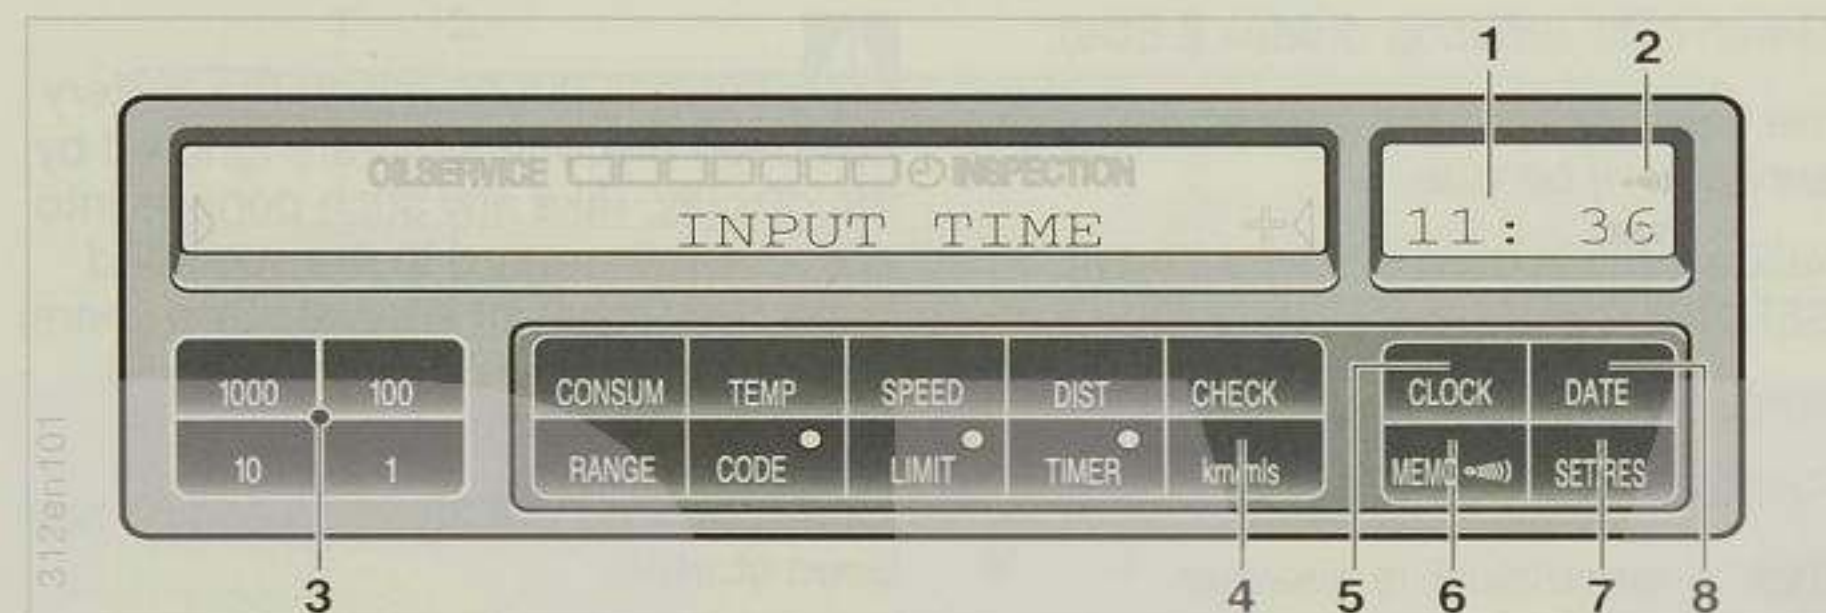 1 2
OILSERVICE INSPECTION
INPUT TIME +
11: 36
1000 100 CONSUM TEMP SPEED DIST CHECK CLOCK DATE
10 1 RANGE CODE LIMIT TIMER km/mls MEMO SET/RES
3 4 5 6 7 8
312en101